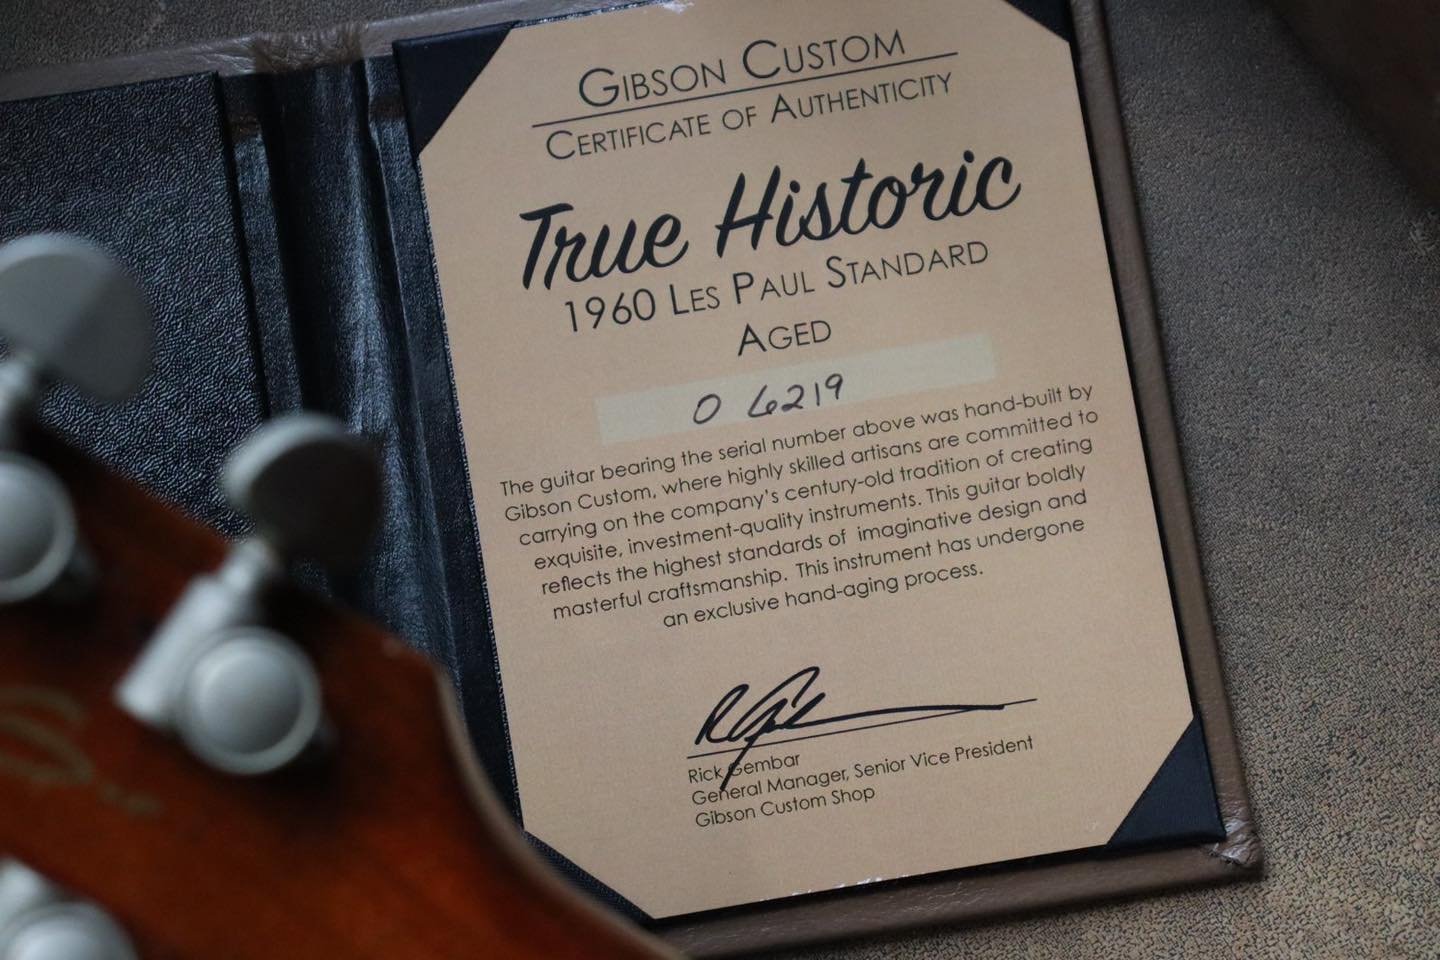 GIBSON CUSTOM
CERTIFICATE OF AUTHENTICITY
True Historic
1960 LES PAUL STANDARD
AGED
0 6219
The guitar bearing the serial number above was hand-built by
Gibson Custom, where highly skilled artisans are committed to
carrying on the company's century-old tradition of creating
exquisite, investment-quality instruments. This guitar boldly
reflects the highest standards of imaginative design and
masterful craftsmanship. This instrument has undergone
an exclusive hand-aging process.
Rick Gembar
General Manager, Senior Vice President
Gibson Custom Shop